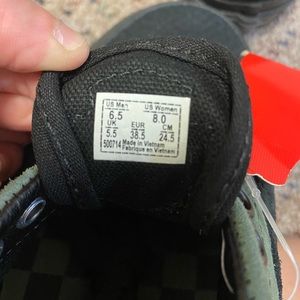 US Men US Women
6.5 8.0
UK EUR CM
5.5 38.5 24.5
500714 Made in Vietnam
Fabriqué en Vietnam